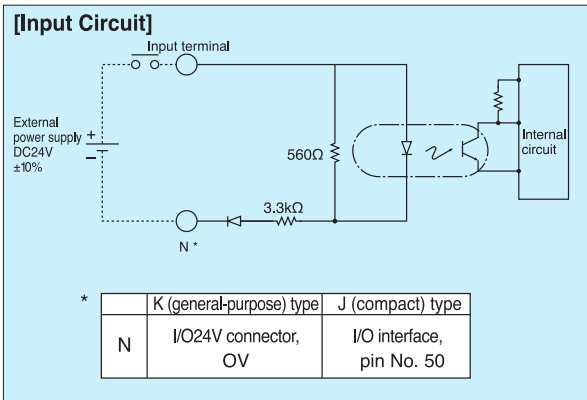 [Input Circuit]
Input terminal
External
power supply
DC24V
±10%
+
−
560Ω
Internal
circuit
3.3kΩ
N *
*
K (general-purpose) type J (compact) type
N
I/O24V connector,
OV
I/O interface,
pin No. 50